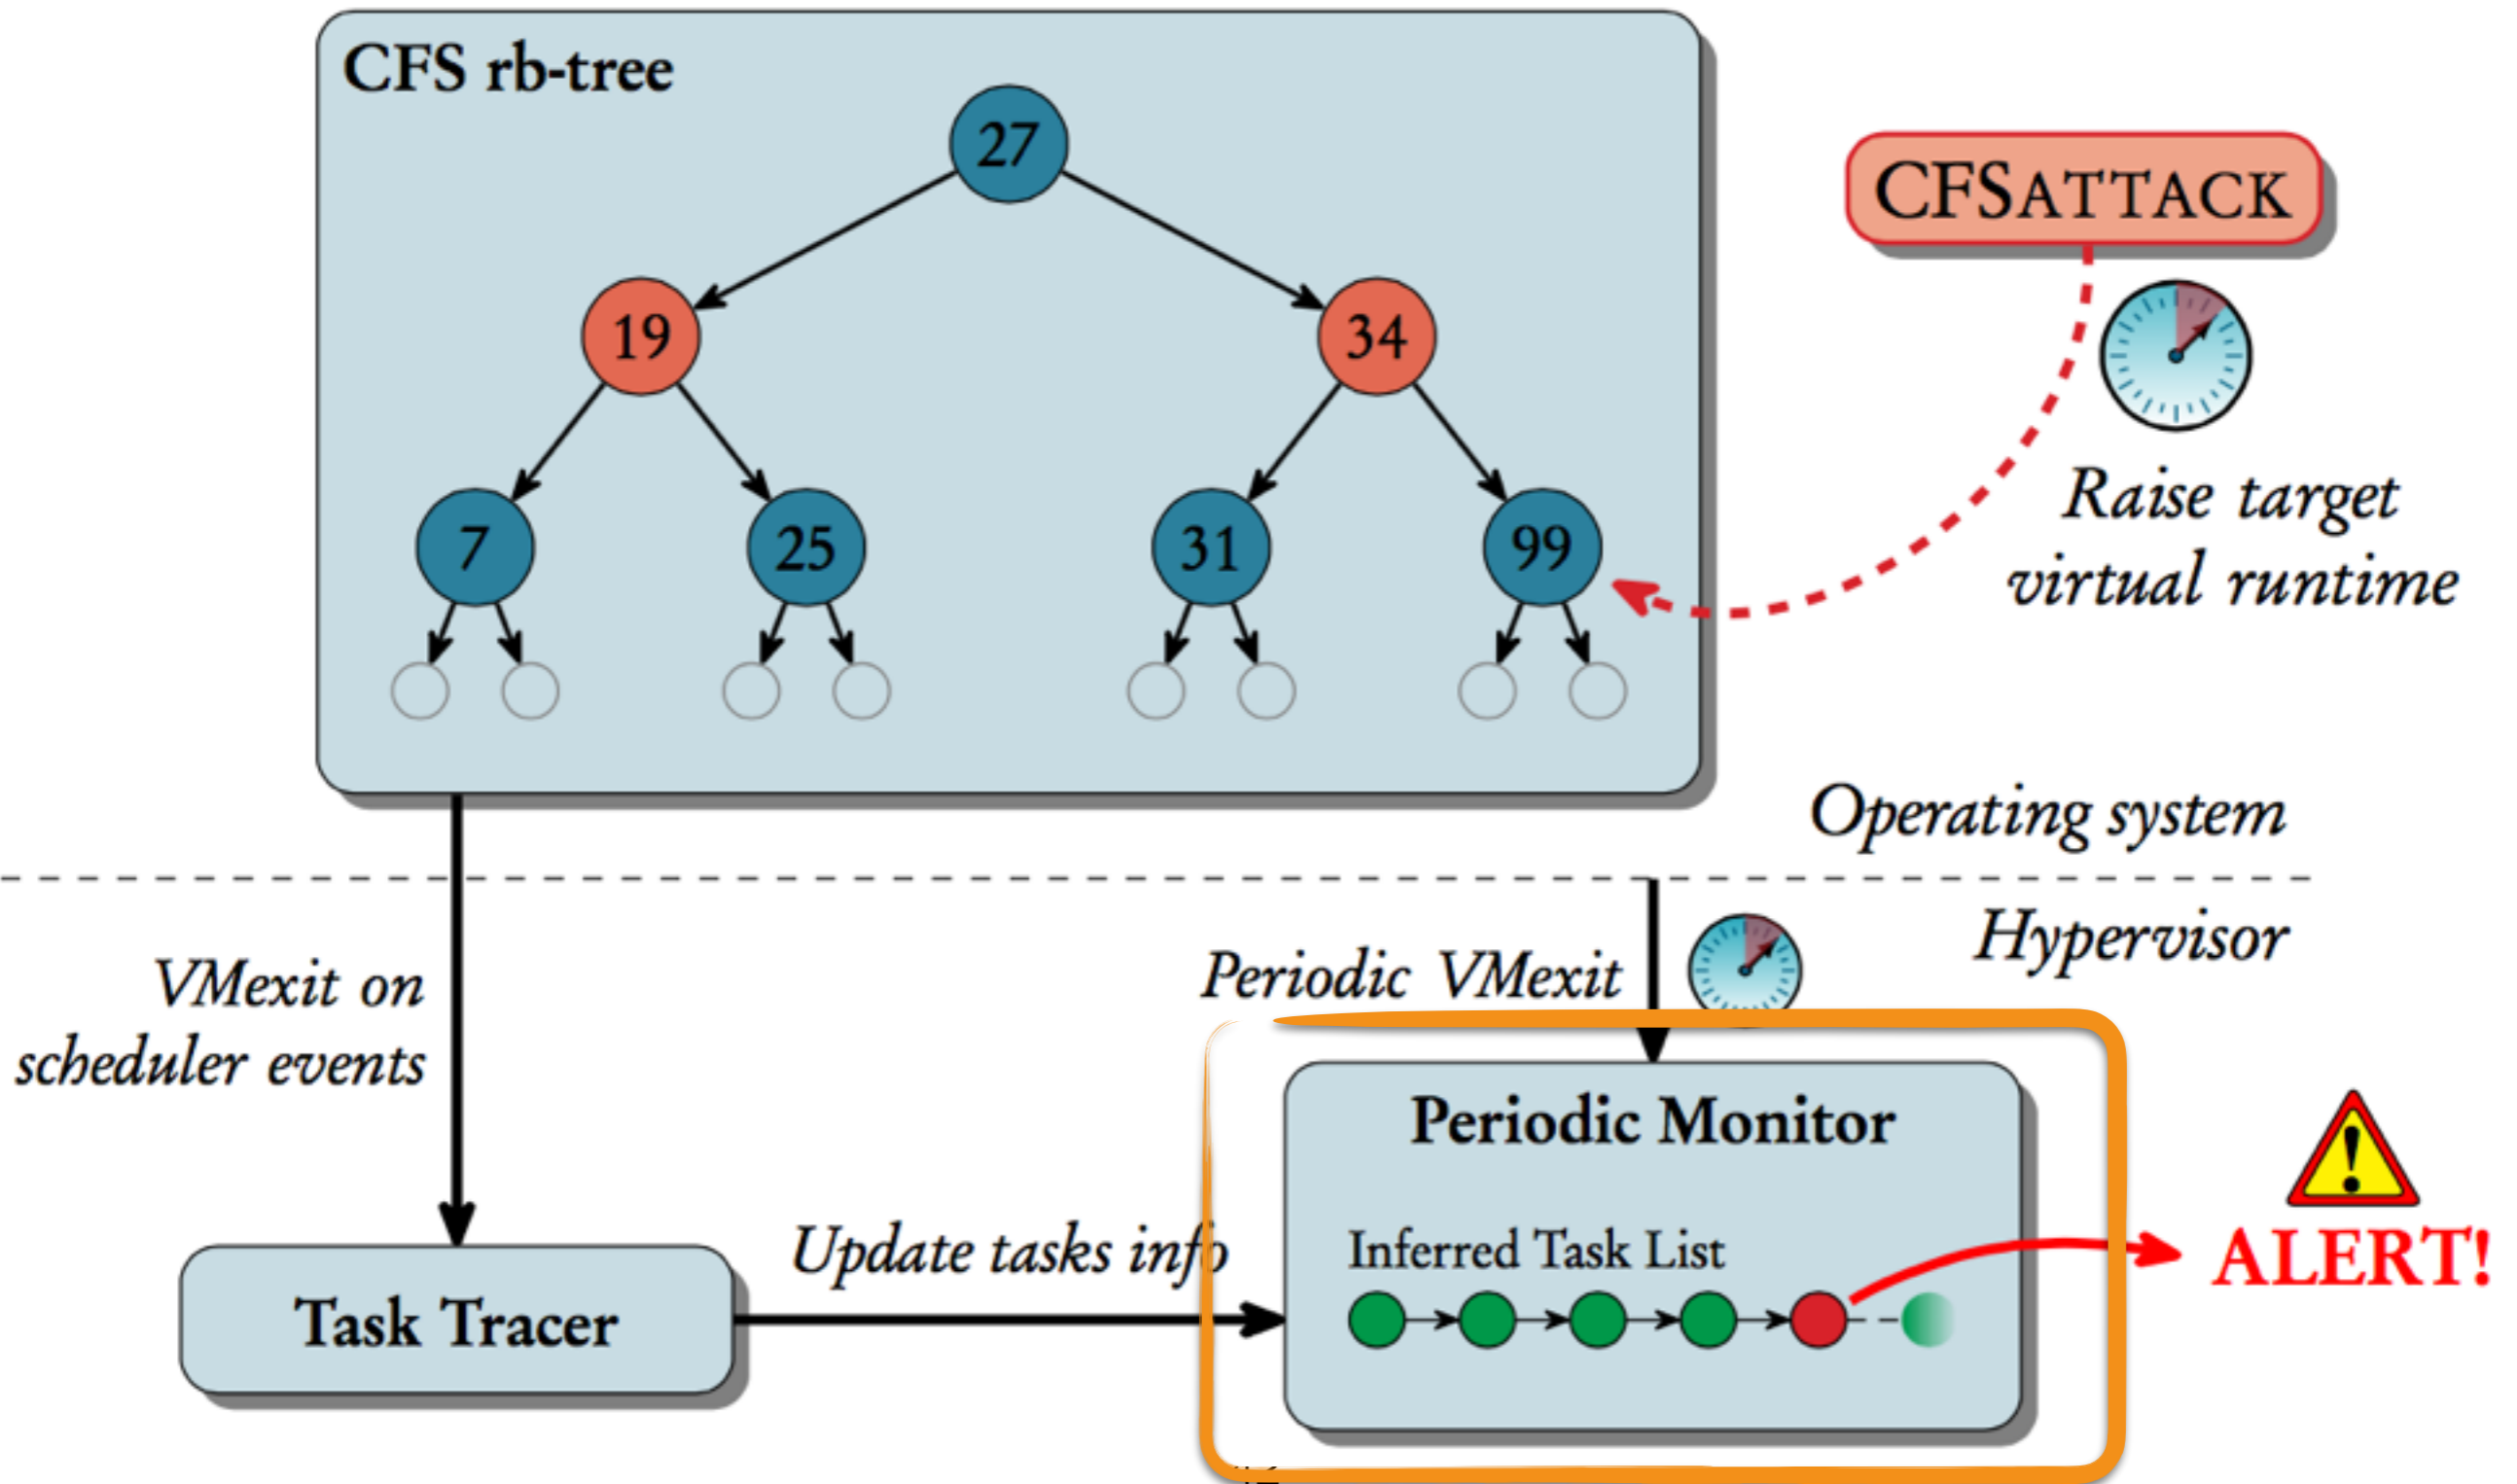 CFS rb-tree
27
CFSATTACK
19
34
7
25
31
99
Raise target
virtual runtime
Operating system
Hypervisor
VMexit on
scheduler events
Periodic VMexit
Periodic Monitor
Update tasks info
Inferred Task List
ALERT!
Task Tracer